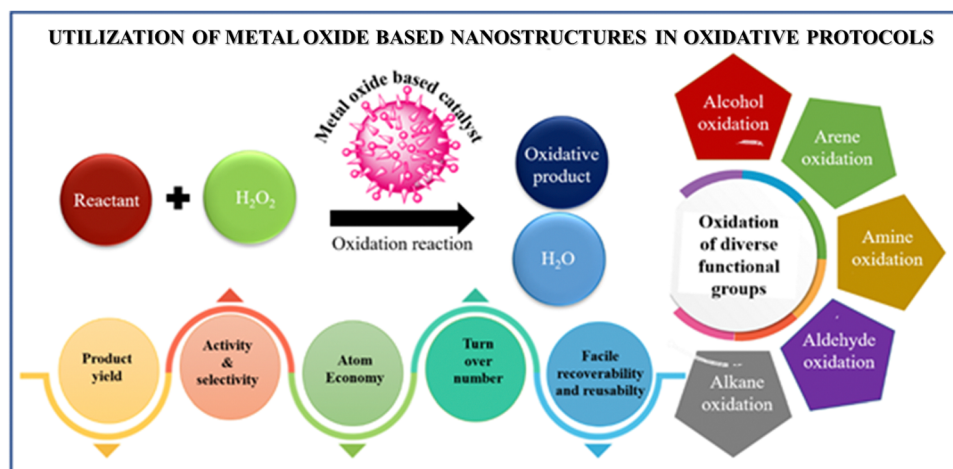 UTILIZATION OF METAL OXIDE BASED NANOSTRUCTURES IN OXIDATIVE PROTOCOLS
Metal oxide based catalyst
Reactant
+
H₂O₂
Oxidation reaction
Oxidative
product
H₂O
Alcohol
oxidation
Arene
oxidation
Amine
oxidation
Aldehyde
oxidation
Alkane
oxidation
Oxidation
of diverse
functional
groups
Product
yield
Activity
&
selectivity
Atom
Economy
Turn
over
number
Facile
recoverability
and reusabilty